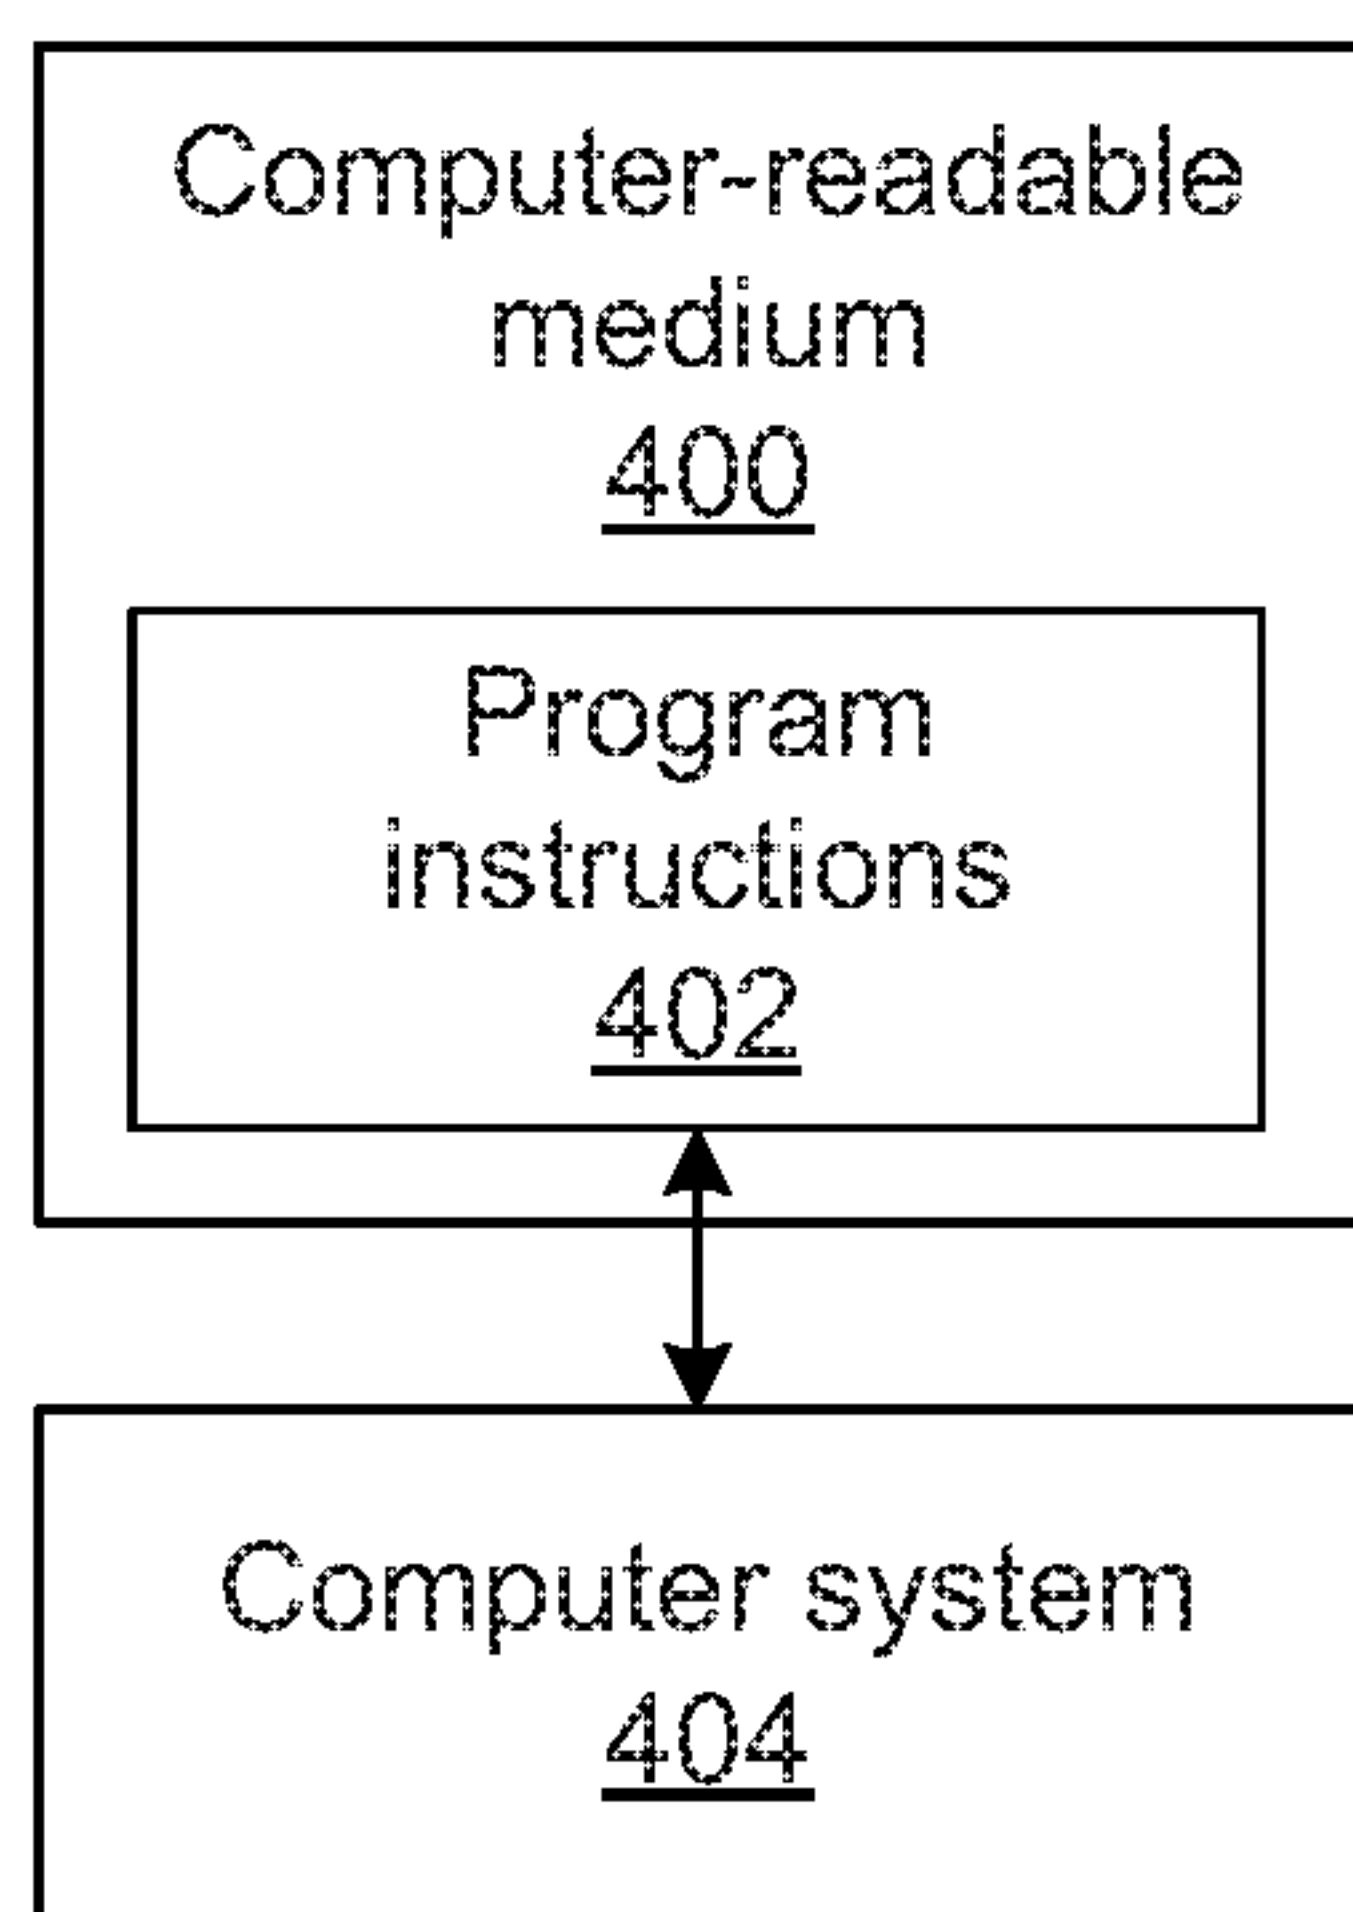 Computer-readable
medium
400
Program
instructions
402
Computer system
404